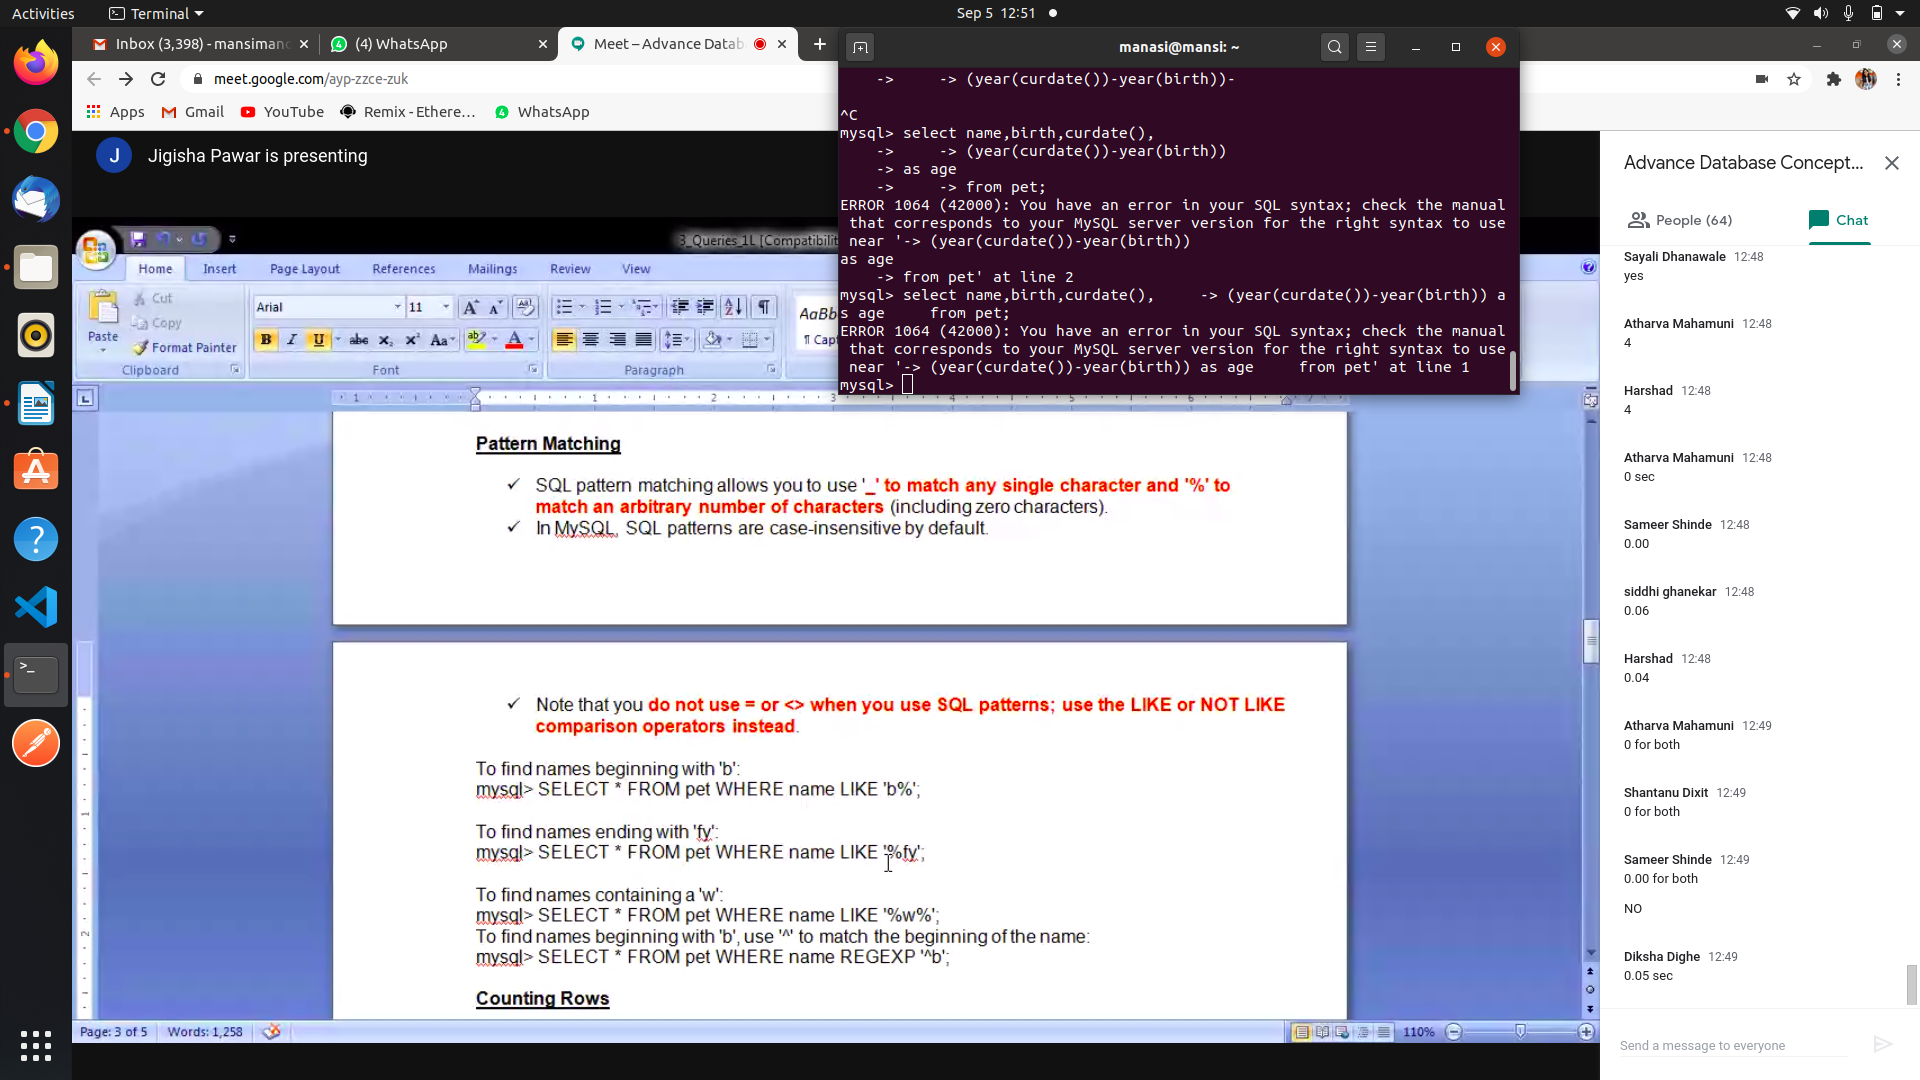 Activities
Terminal
Sep 5 12:51
Inbox (3,398) - mansiman
(4) WhatsApp
Meet – Advance Datab
meet.google.com/ayp-zzce-zuk
Apps
Gmail
YouTube
Remix - Ethere…
WhatsApp
J
Jigisha Pawar is presenting
manasi@mansi: ~
-> -> (year(curdate())-year(birth))-
^C
mysql> select name,birth,curdate(),
-> -> (year(curdate())-year(birth))
-> as age
-> -> from pet;
ERROR 1064 (42000): You have an error in your SQL syntax; check the manual
that corresponds to your MySQL server version for the right syntax to use
near '-> (year(curdate())-year(birth))
as age
-> from pet' at line 2
mysql> select name,birth,curdate(), -> (year(curdate())-year(birth)) a
s age from pet;
ERROR 1064 (42000): You have an error in your SQL syntax; check the manual
that corresponds to your MySQL server version for the right syntax to use
near '-> (year(curdate())-year(birth)) as age from pet' at line 1
mysql>
3_Queries_1L [Compatibilit
Home
Insert
Page Layout
References
Mailings
Review
View
Paste
Cut
Copy
Format Painter
Clipboard
Arial
11
Font
Paragraph
AaBb
¶ Capt
Pattern Matching
✓ SQL pattern matching allows you to use '_' to match any single character and '%' to
match an arbitrary number of characters (including zero characters).
✓ In MySQL, SQL patterns are case-insensitive by default.
✓ Note that you do not use = or <> when you use SQL patterns; use the LIKE or NOT LIKE
comparison operators instead.
To find names beginning with 'b':
mysql> SELECT * FROM pet WHERE name LIKE 'b%';
To find names ending with 'fy':
mysql> SELECT * FROM pet WHERE name LIKE '%fy';
To find names containing a 'w':
mysql> SELECT * FROM pet WHERE name LIKE '%w%';
To find names beginning with 'b', use '^' to match the beginning of the name:
mysql> SELECT * FROM pet WHERE name REGEXP '^b';
Counting Rows
Page: 3 of 5
Words: 1,258
110%
Advance Database Concept...
People (64)
Chat
Sayali Dhanawale 12:48
yes
Atharva Mahamuni 12:48
4
Harshad 12:48
4
Atharva Mahamuni 12:48
0 sec
Sameer Shinde 12:48
0.00
siddhi ghanekar 12:48
0.06
Harshad 12:48
0.04
Atharva Mahamuni 12:49
0 for both
Shantanu Dixit 12:49
0 for both
Sameer Shinde 12:49
0.00 for both
NO
Diksha Dighe 12:49
0.05 sec
Send a message to everyone